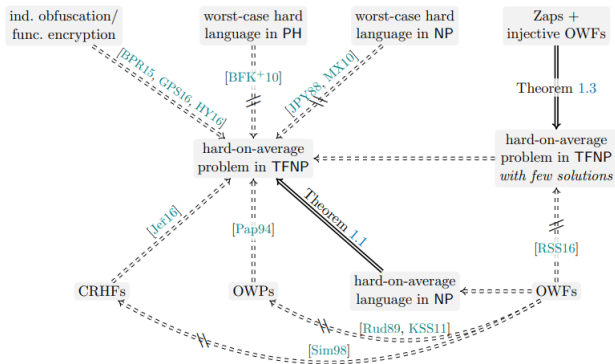 ind. obfuscation/
func. encryption
worst-case hard
language in PH
worst-case hard
language in NP
Zaps +
injective OWFs
[BPR15, GPS16, HY16]
[BFK+10]
[JPY88, MX10]
Theorem 1.3
hard-on-average
problem in TFNP
hard-on-average
problem in TFNP
with few solutions
[Jer16]
[Pap94]
Theorem 1.1
[RSS16]
CRHFs
OWPs
hard-on-average
language in NP
OWFs
[Rud89, KSS11]
[Sim98]